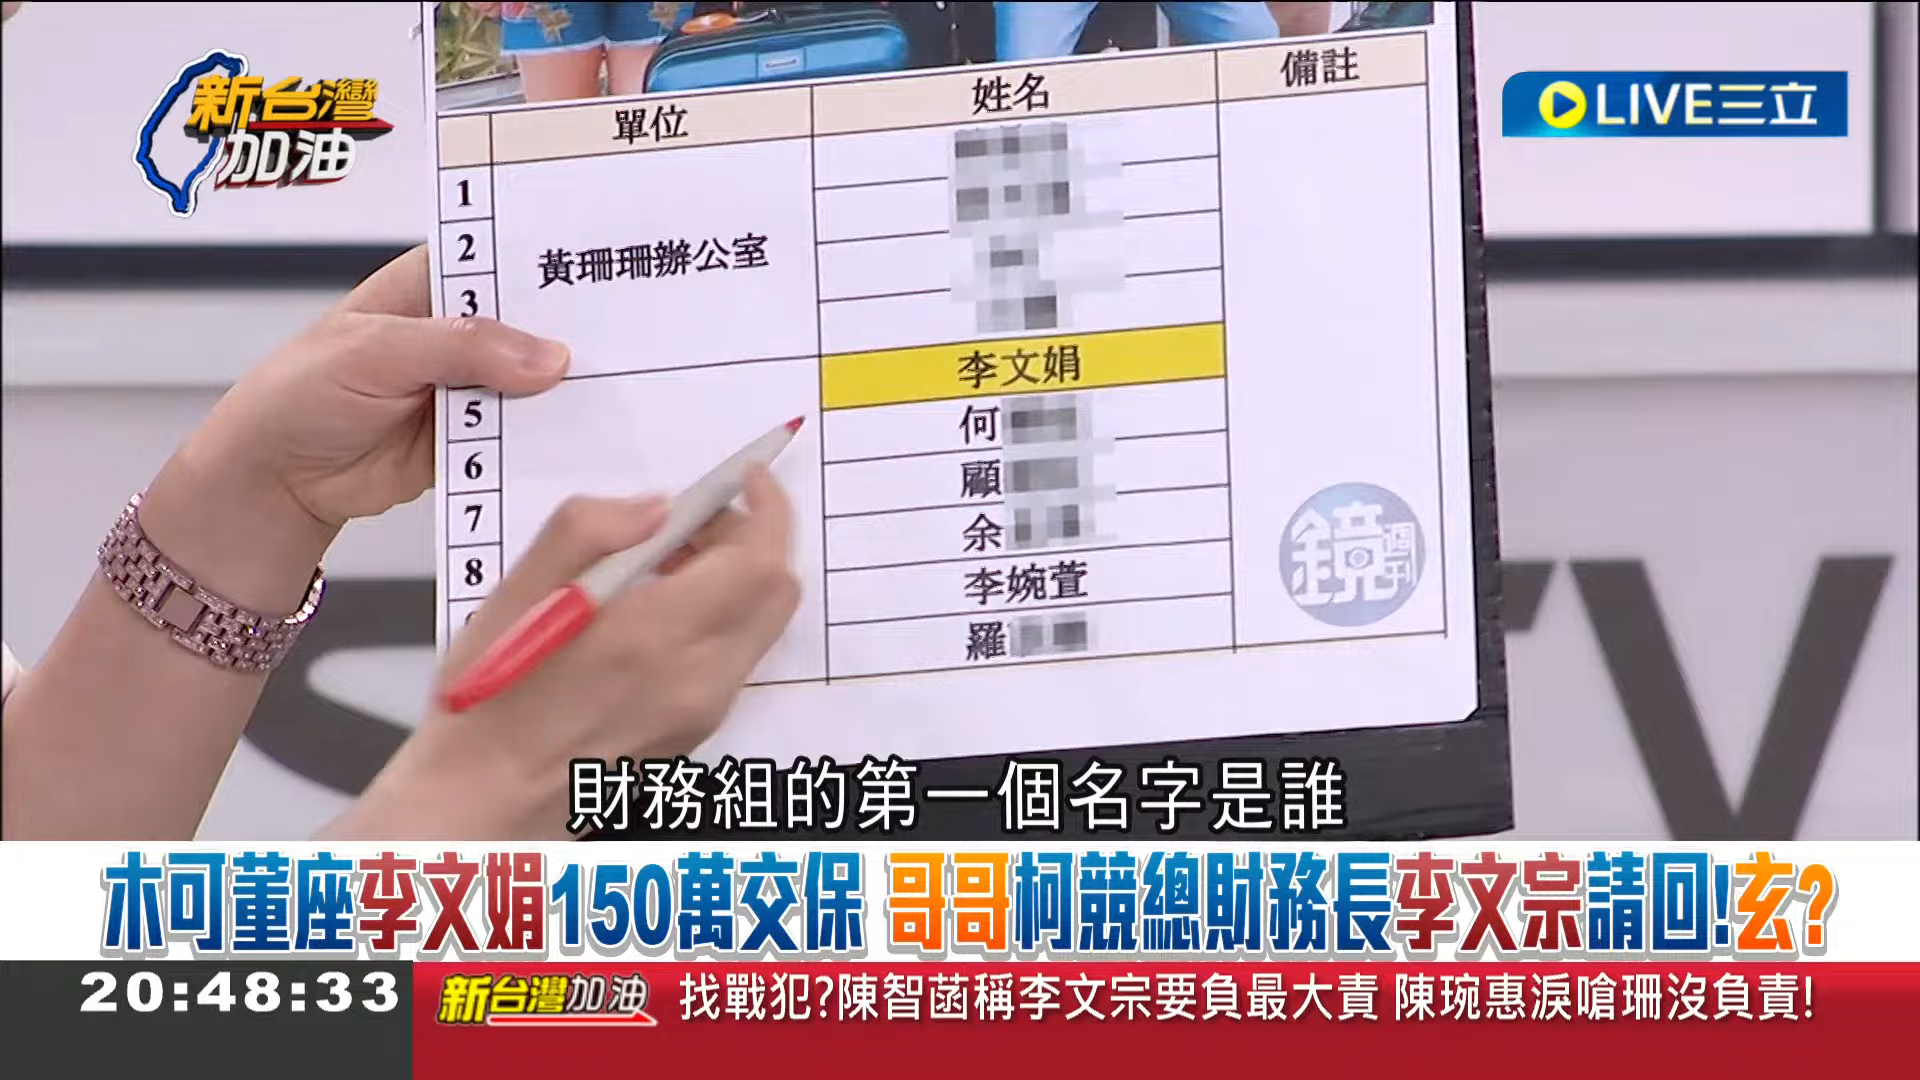 新台灣
加油
LIVE三立
單位 姓名 備註
1
2
3
黃珊珊辦公室
李文娟
5 何
6 顧
7 余
8 李婉萱
羅
鏡週刊
TV
財務組的第一個名字是誰
木可董座李文娟150萬交保 哥哥柯競總財務長李文宗請回!玄?
20:48:33 新台灣加油 找戰犯?陳智菡稱李文宗要負最大責 陳琬惠淚嗆珊沒負責!